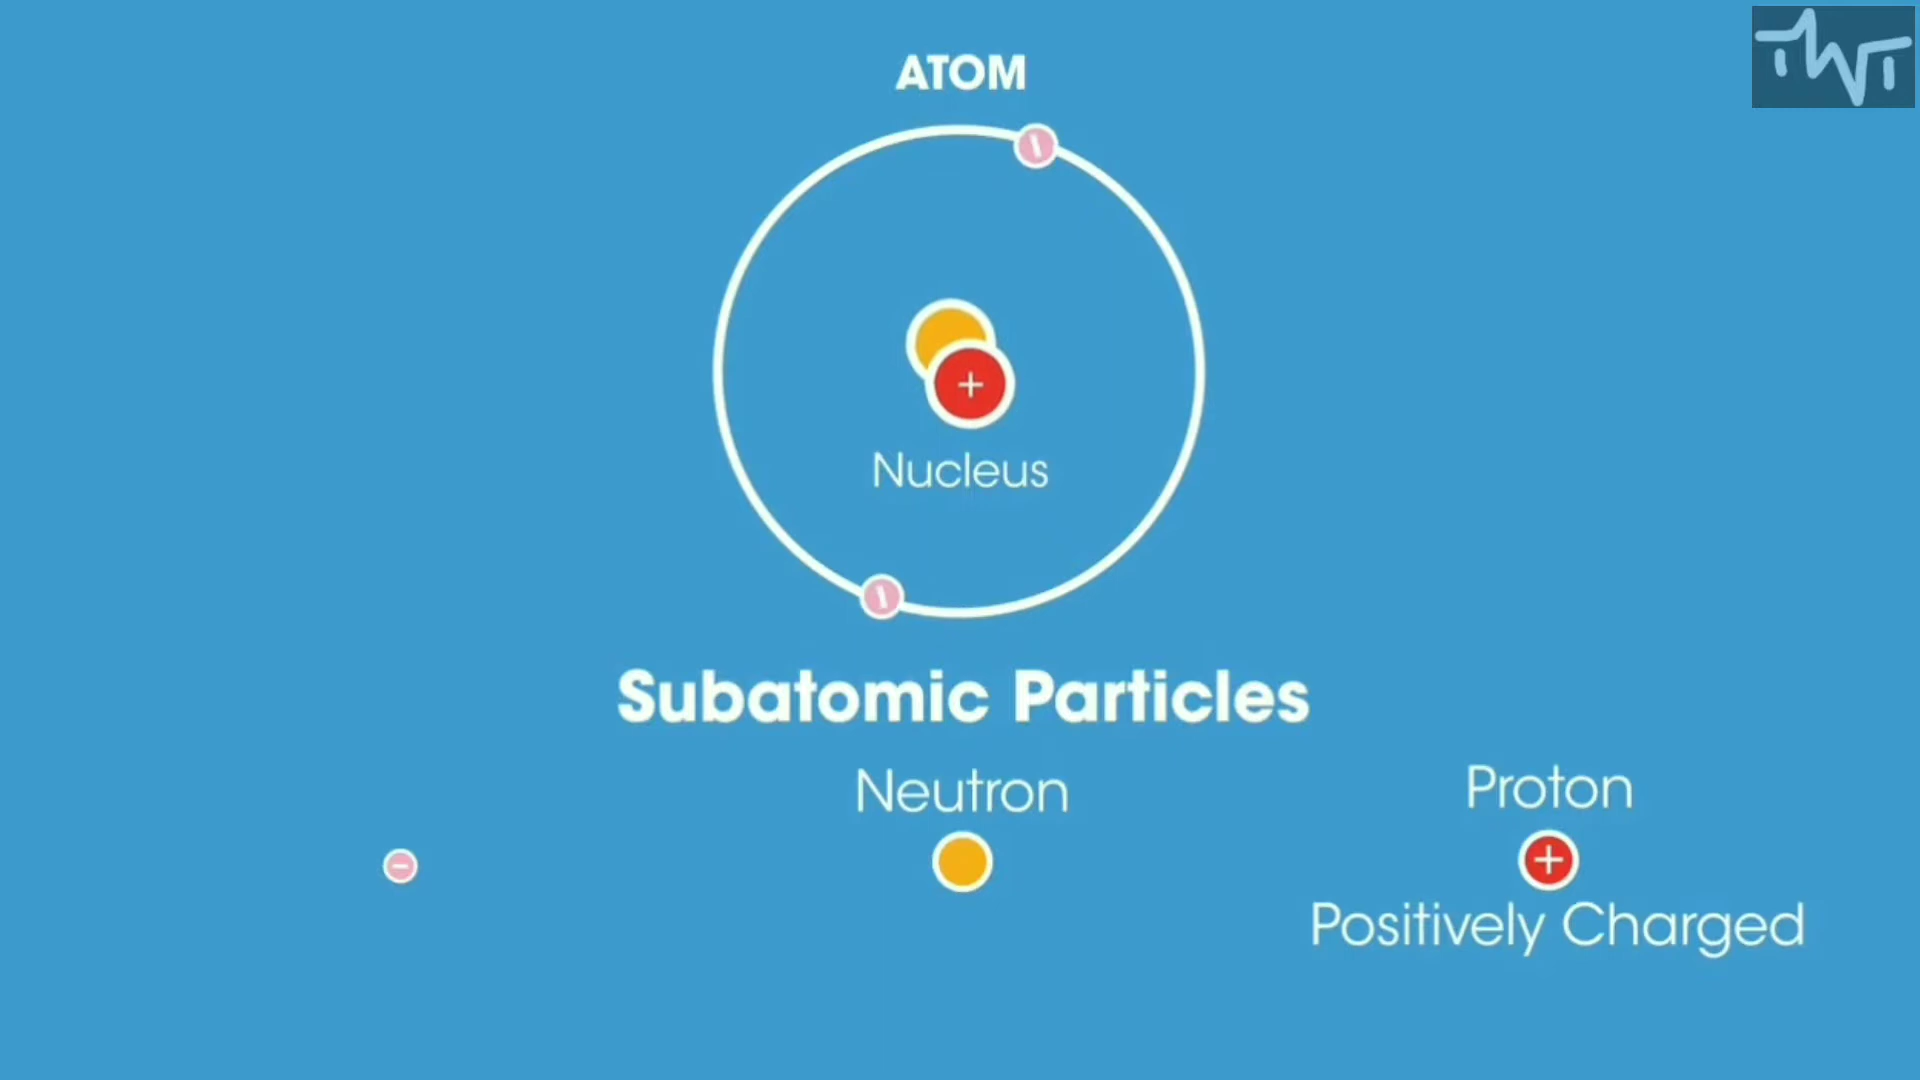 ATOM
Nucleus
Subatomic Particles
Neutron
Proton
Positively Charged